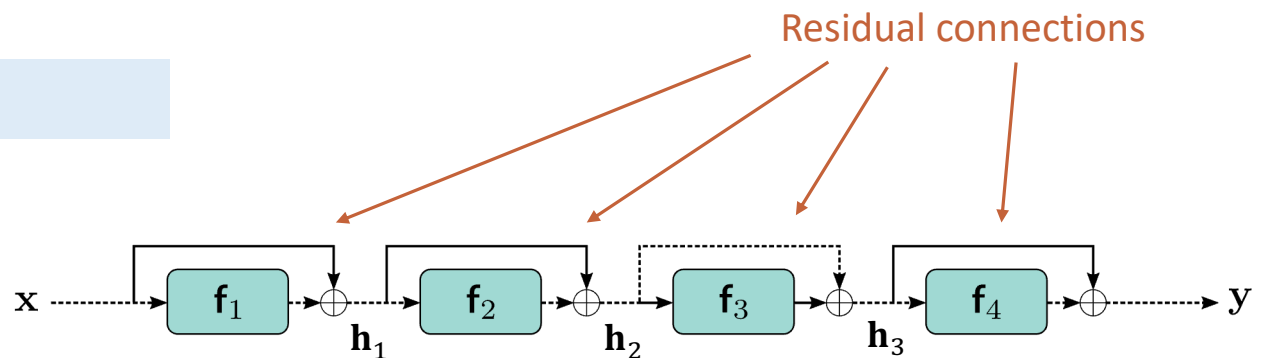 Residual connections
x f₁ f₂ f₃ f₄ y
h₁ h₂ h₃